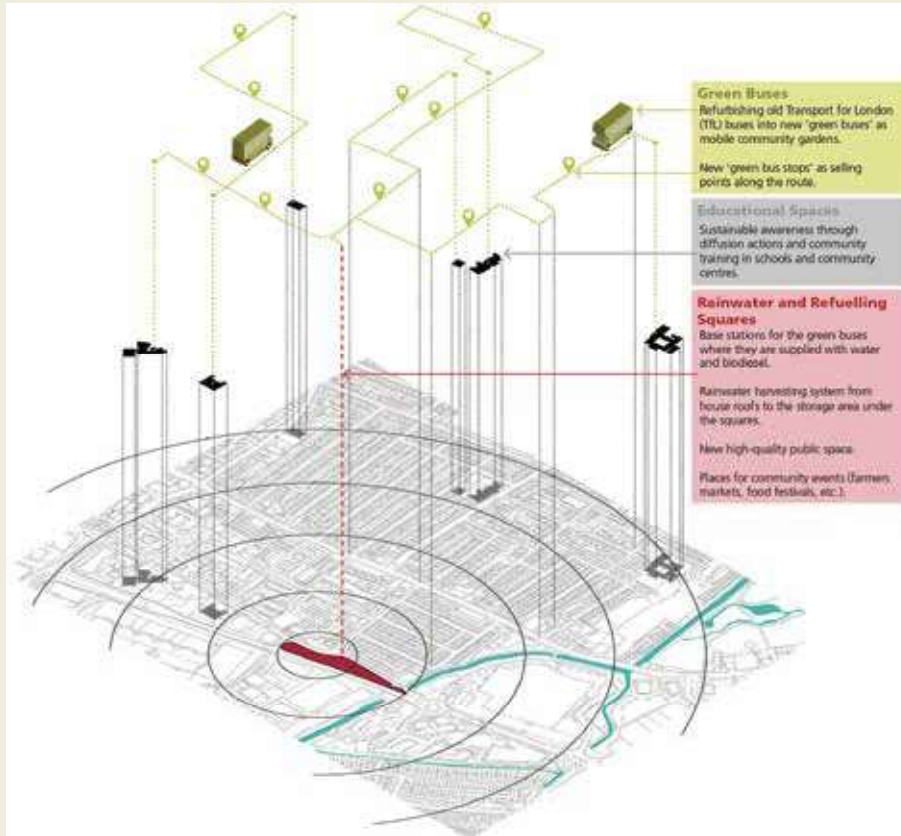 Green Buses
Refurbishing old Transport for London
(TfL) buses into new 'green buses' as
mobile community gardens.
New 'green bus stops' as selling
points along the route.
Educational Spaces
Sustainable awareness through
diffusion actions and community
training in schools and community
centres.
Rainwater and Refuelling
Squares
Base stations for the green buses
where they are supplied with water
and biodiesel.
Rainwater harvesting system from
house roofs to the storage area under
the squares.
New high-quality public space.
Places for community events (farmers
markets, food festivals, etc.).